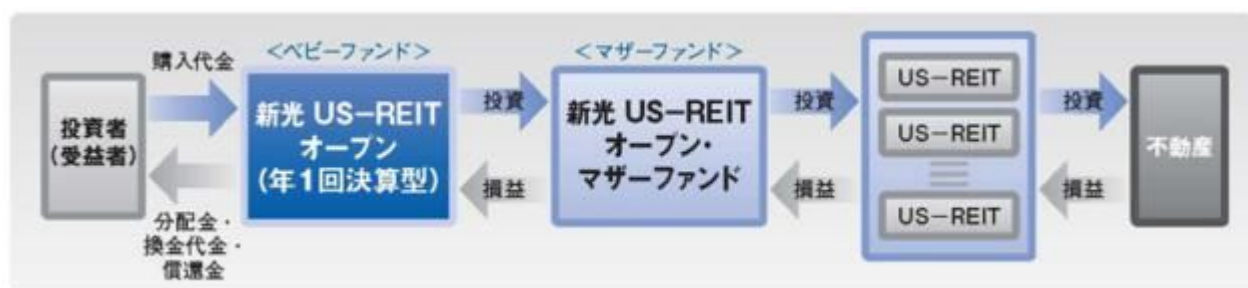 投資者
(受益者)
購入代金
分配金・
換金代金・
償還金
<ベビーファンド>
新光 US-REIT
オープン
(年1回決算型)
投資
損益
<マザーファンド>
新光 US-REIT
オープン・
マザーファンド
投資
損益
US-REIT
US-REIT
US-REIT
投資
損益
不動産